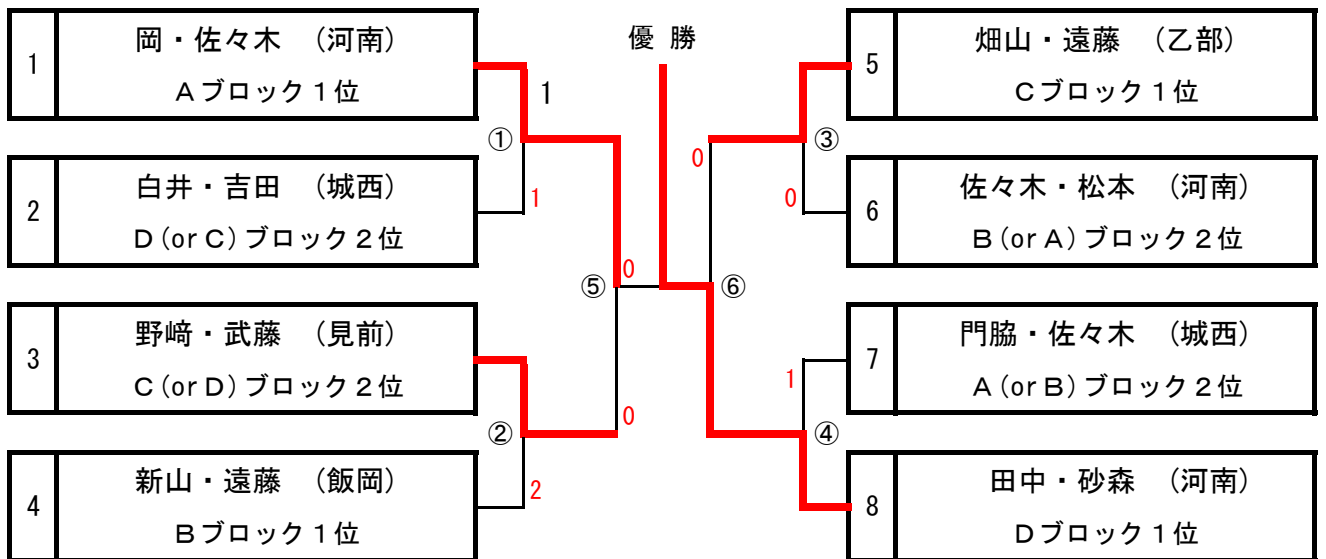 優 勝
1
岡・佐々木 (河南)
Aブロック1位
1
①
2
白井・吉田 (城西)
D(or C)ブロック2位
1
3
野﨑・武藤 (見前)
C(or D)ブロック2位
②
4
新山・遠藤 (飯岡)
Bブロック1位
2
⑤
0
0
⑥
0
5
畑山・遠藤 (乙部)
Cブロック1位
③
0
6
佐々木・松本 (河南)
B(or A)ブロック2位
7
門脇・佐々木 (城西)
A(or B)ブロック2位
1
④
8
田中・砂森 (河南)
Dブロック1位